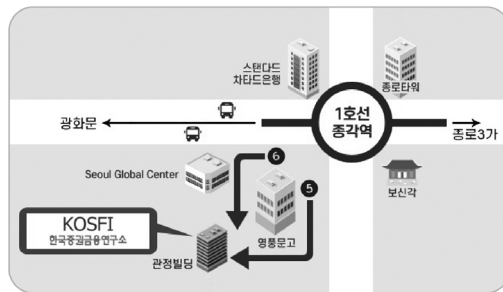 스탠다드
차타드은행
종로타워
1호선
종각역
광화문
종로3가
6
Seoul Global Center
5
보신각
KOSFI
한국증권금융연구소
영풍문고
관정빌딩